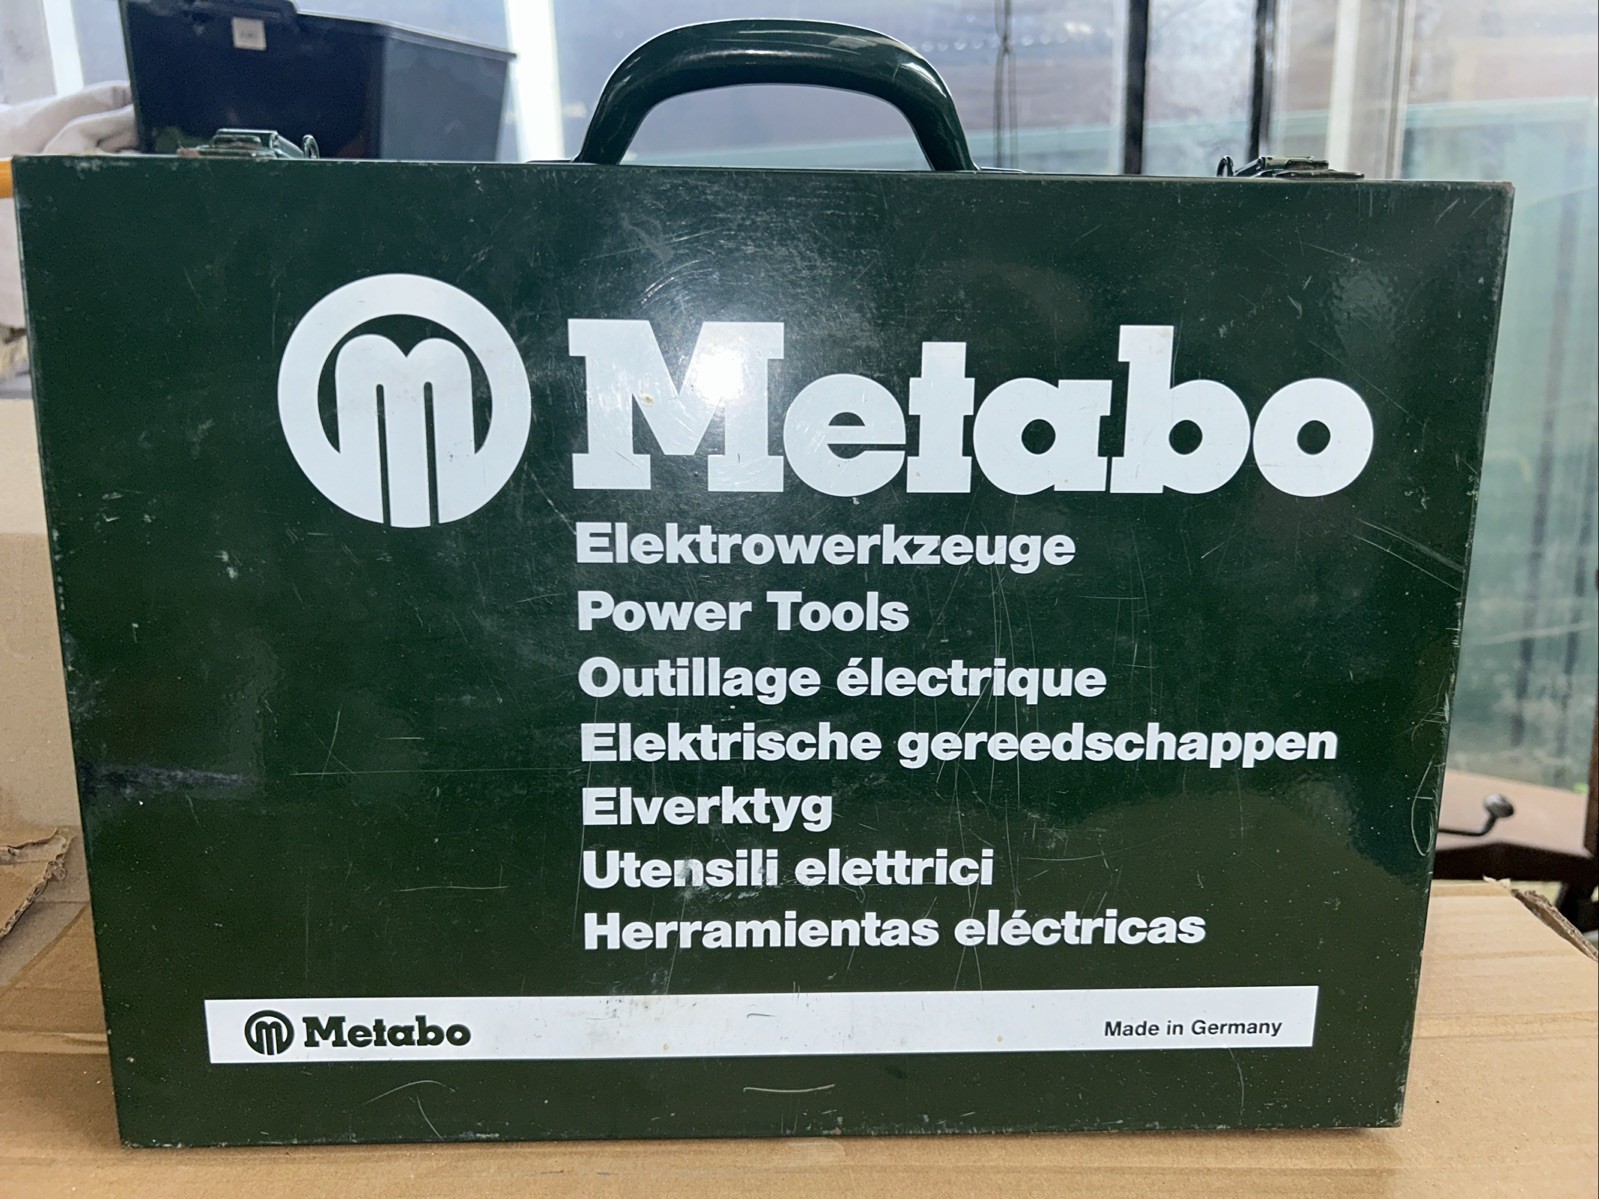 m Metabo
Elektrowerkzeuge
Power Tools
Outillage électrique
Elektrische gereedschappen
Elverktyg
Utensili elettrici
Herramientas eléctricas
m Metabo Made in Germany